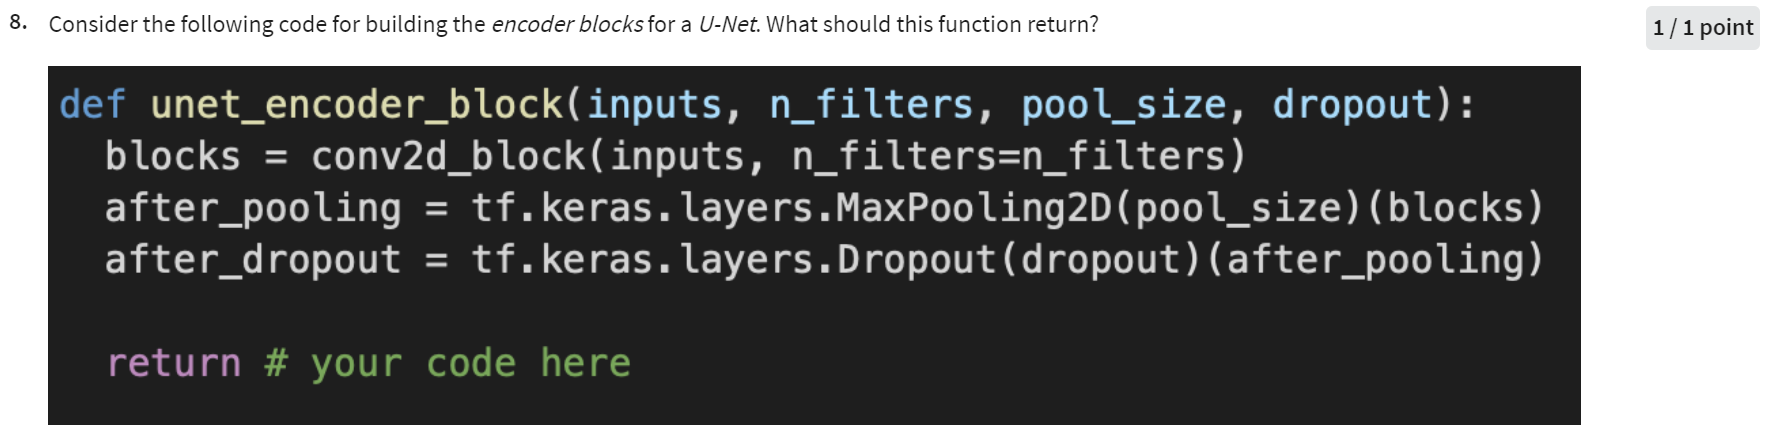 8. Consider the following code for building the encoder blocks for a U-Net. What should this function return?
1 / 1 point
def unet_encoder_block(inputs, n_filters, pool_size, dropout):
  blocks = conv2d_block(inputs, n_filters=n_filters)
  after_pooling = tf.keras.layers.MaxPooling2D(pool_size)(blocks)
  after_dropout = tf.keras.layers.Dropout(dropout)(after_pooling)
  return # your code here